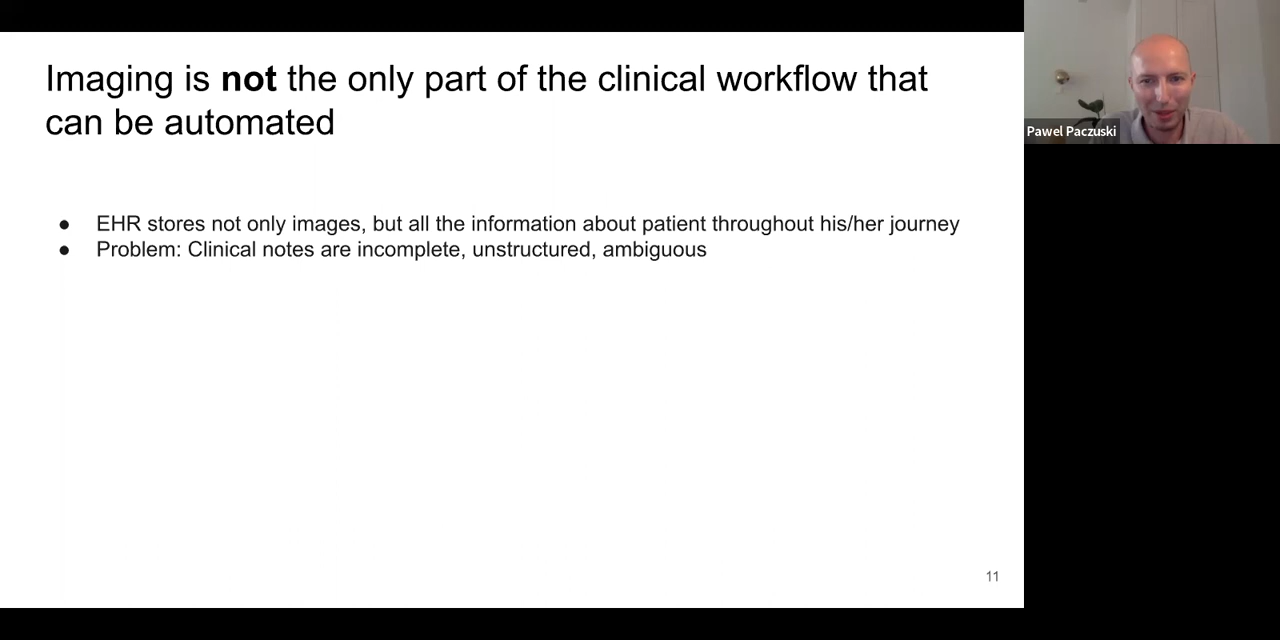 Imaging is not the only part of the clinical workflow that
can be automated
● EHR stores not only images, but all the information about patient throughout his/her journey
● Problem: Clinical notes are incomplete, unstructured, ambiguous
11
Pawel Paczuski